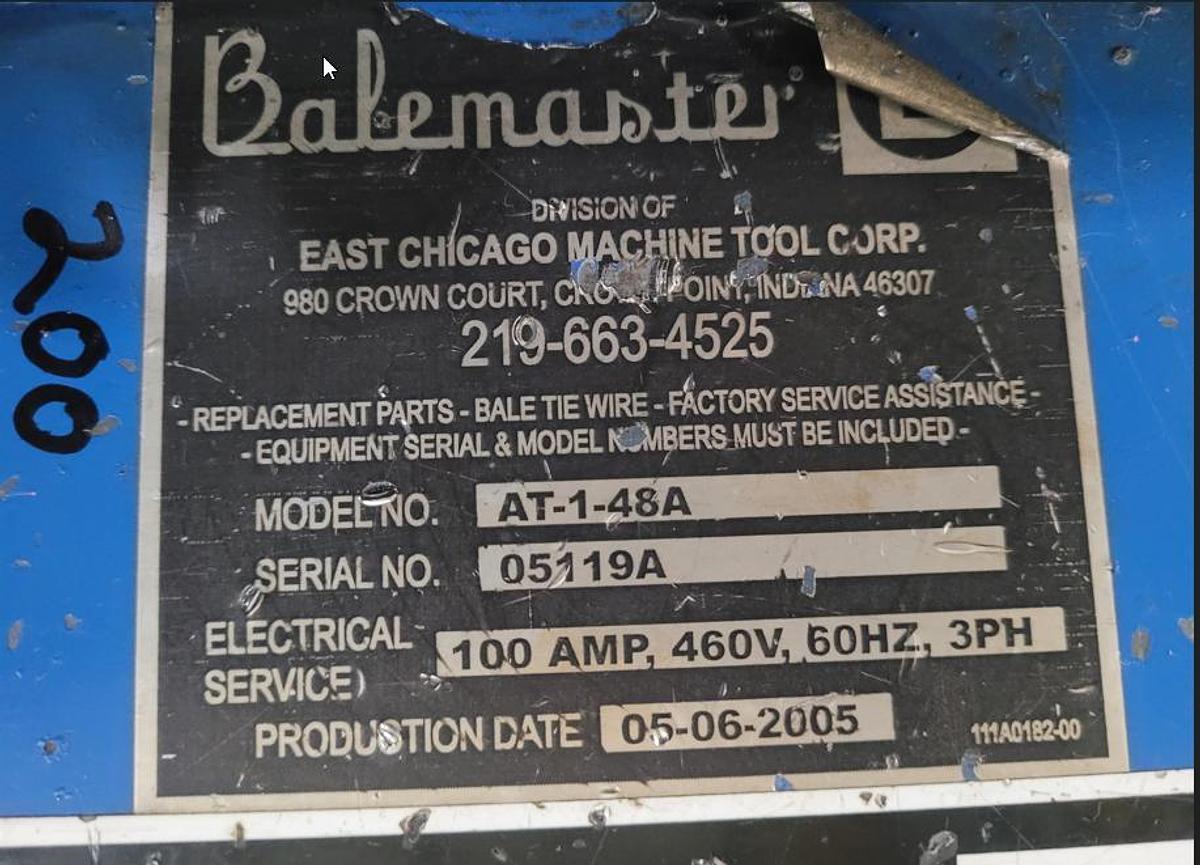 Balemaster
DIVISION OF
EAST CHICAGO MACHINE TOOL CORP.
980 CROWN COURT, CROWN POINT, INDIANA 46307
219-663-4525
- REPLACEMENT PARTS - BALE TIE WIRE - FACTORY SERVICE ASSISTANCE -
- EQUIPMENT SERIAL & MODEL NUMBERS MUST BE INCLUDED -
MODEL NO. AT-1-48A
SERIAL NO. 05119A
ELECTRICAL
SERVICE 100 AMP, 460V, 60HZ, 3PH
PRODUCTION DATE 05-06-2005
111A0182-00
200